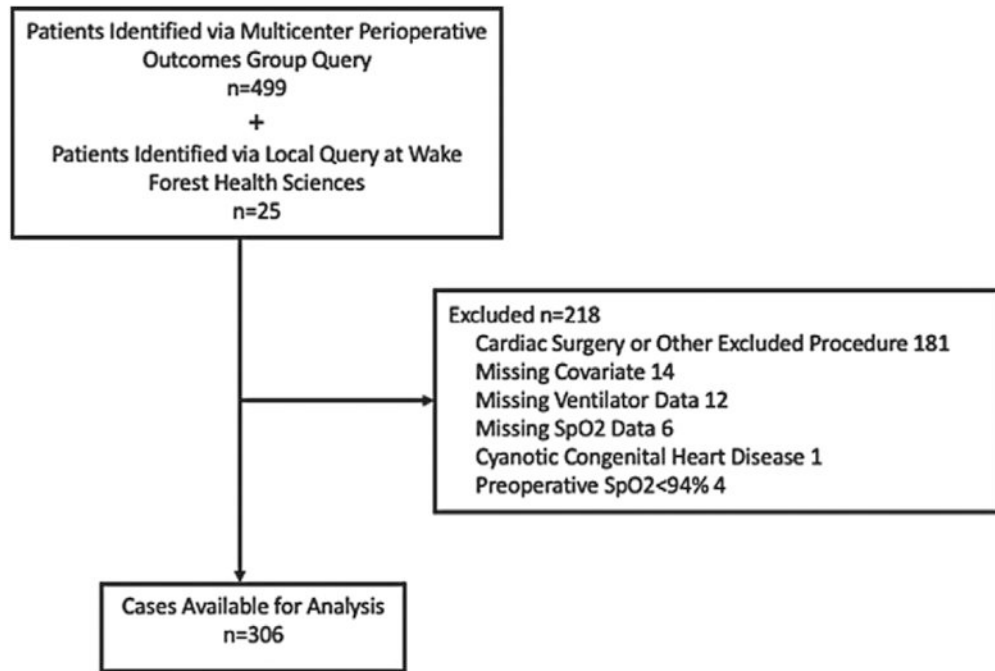 Patients Identified via Multicenter Perioperative
Outcomes Group Query
n=499
+
Patients Identified via Local Query at Wake
Forest Health Sciences
n=25
Excluded n=218
Cardiac Surgery or Other Excluded Procedure 181
Missing Covariate 14
Missing Ventilator Data 12
Missing SpO2 Data 6
Cyanotic Congenital Heart Disease 1
Preoperative SpO2<94% 4
Cases Available for Analysis
n=306